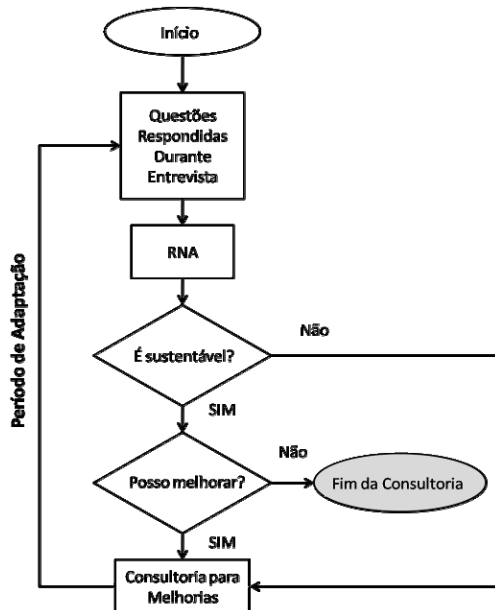 Início
Questões
Respondidas
Durante
Entrevista
RNA
Período de Adaptação
Não
É sustentável?
SIM
Não
Posso melhorar?
Fim da Consultoria
SIM
Consultoría para
Melhorias